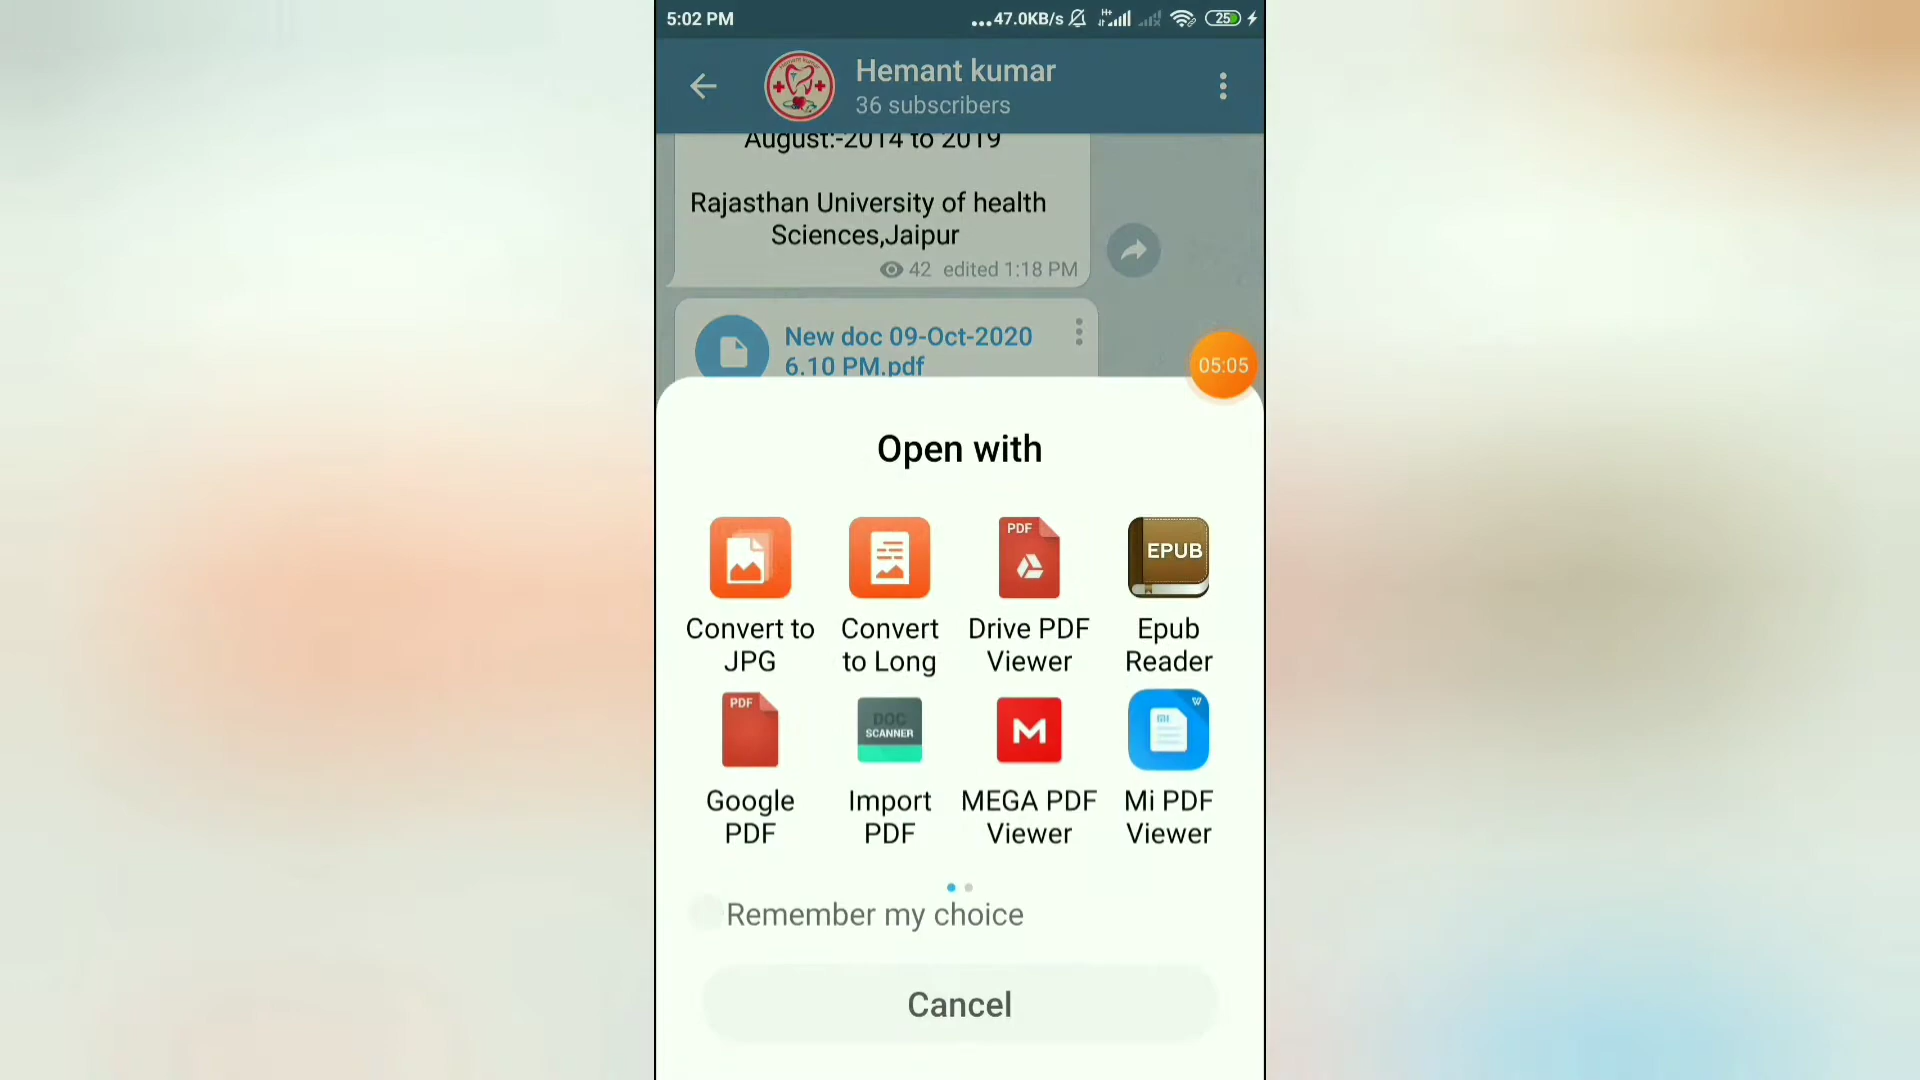 5:02 PM
...47.0KB/s
H+
25
Hemant kumar
36 subscribers
August:-2014 to 2019
Rajasthan University of health
Sciences,Jaipur
42 edited 1:18 PM
New doc 09-Oct-2020
6.10 PM.pdf
05:05
Open with
PDF
EPUB
Convert to
JPG
Convert
to Long
Drive PDF
Viewer
Epub
Reader
PDF
DOC
SCANNER
M
MI
W
Google
PDF
Import
PDF
MEGA PDF
Viewer
Mi PDF
Viewer
Remember my choice
Cancel